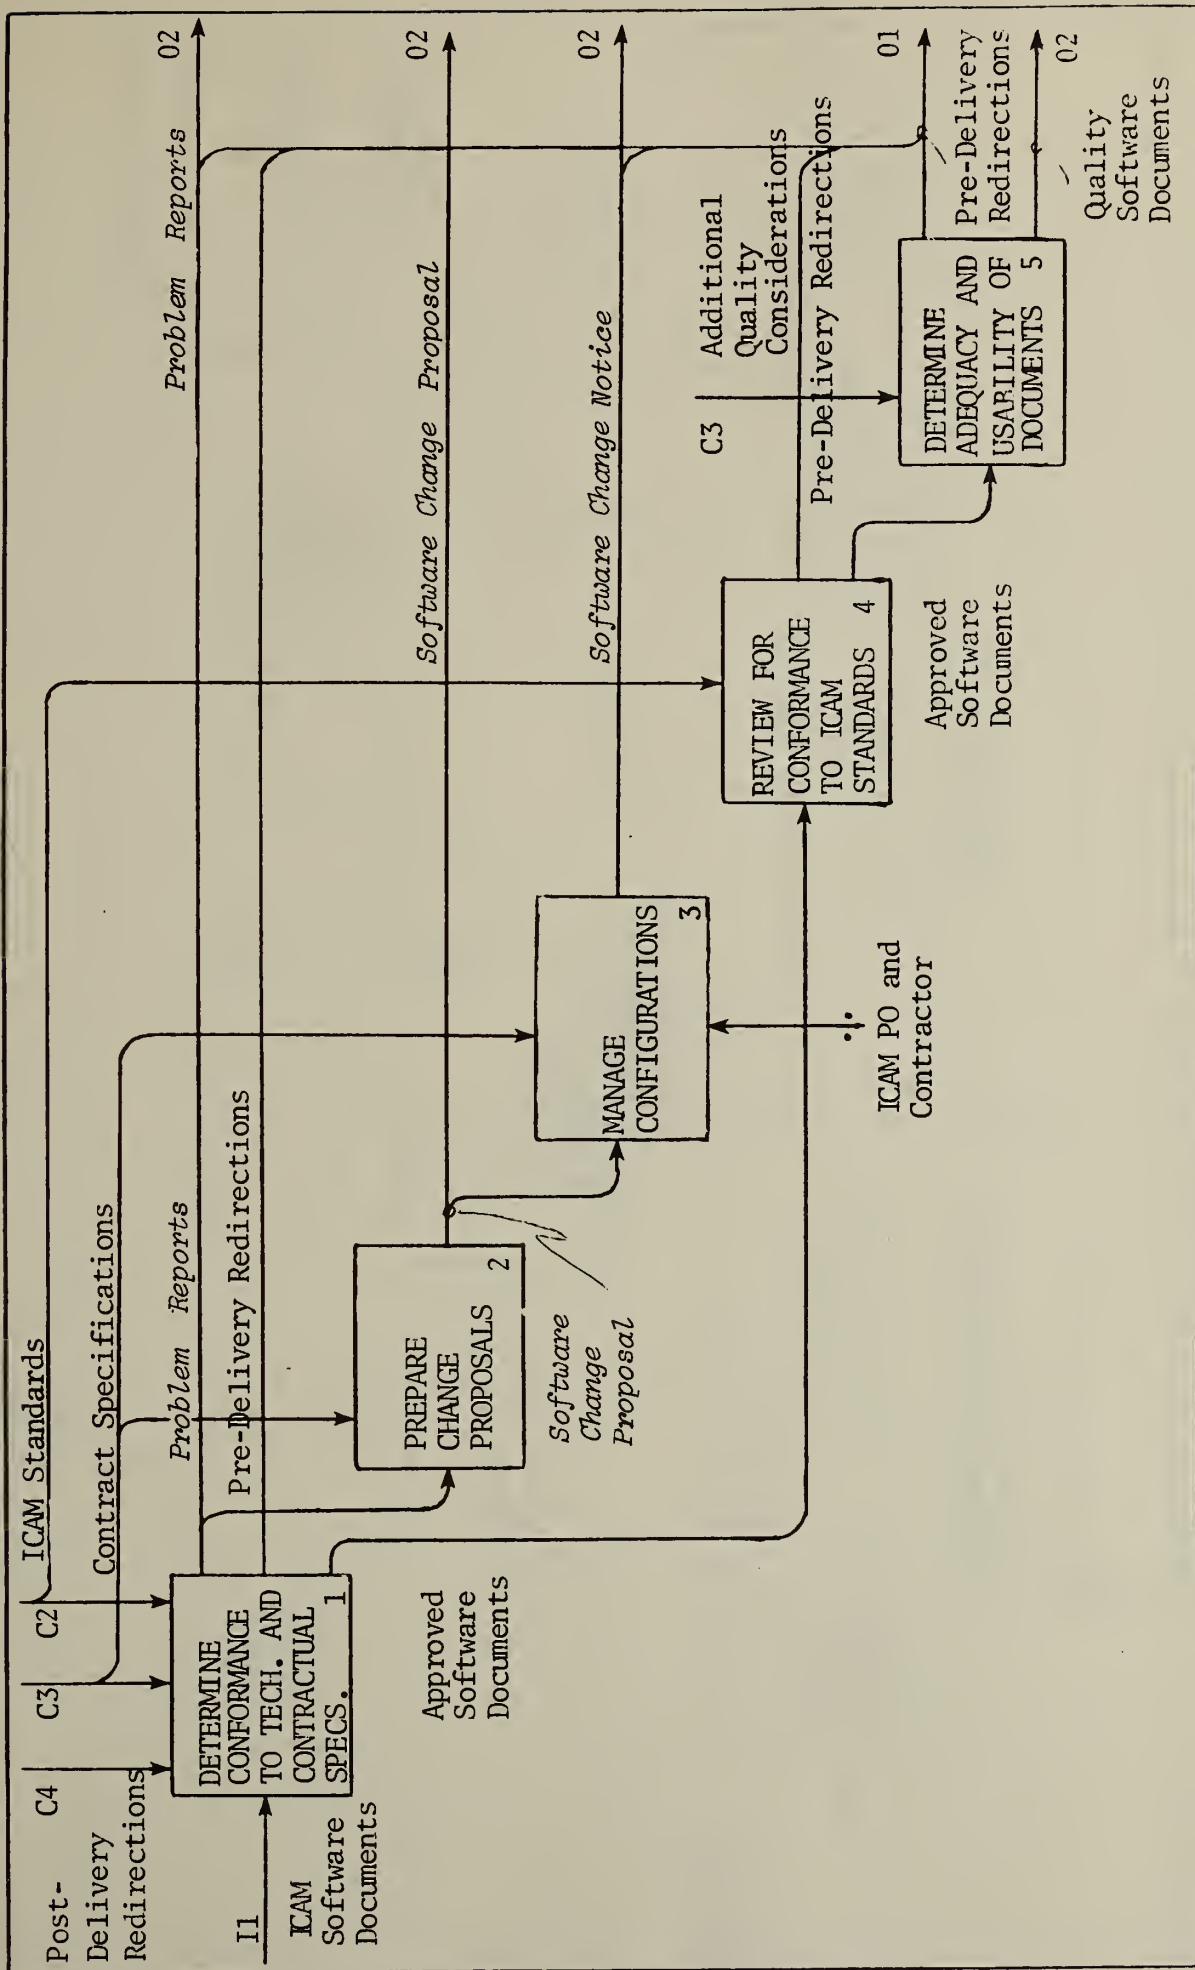 Post-
Delivery
Redirections
C4
C3
C2
ICAM Standards
Contract Specifications
I1
ICAM
Software
Documents
DETERMINE
CONFORMANCE
TO TECH. AND
CONTRACTUAL
SPECS. 1
Approved
Software
Documents
Problem Reports
Pre-Delivery Redirections
PREPARE
CHANGE
PROPOSALS
2
Software
Change
Proposal
MANAGE
CONFIGURATIONS
3
ICAM PO and
Contractor
REVIEW FOR
CONFORMANCE
TO ICAM
STANDARDS 4
Approved
Software
Documents
Problem Reports
O2
Software Change Proposal
O2
Software Change Notice
O2
C3
Additional
Quality
Considerations
Pre-Delivery Redirections
DETERMINE
ADEQUACY AND
USABILITY OF
DOCUMENTS 5
O1
Pre-Delivery
Redirections
O2
Quality
Software
Documents